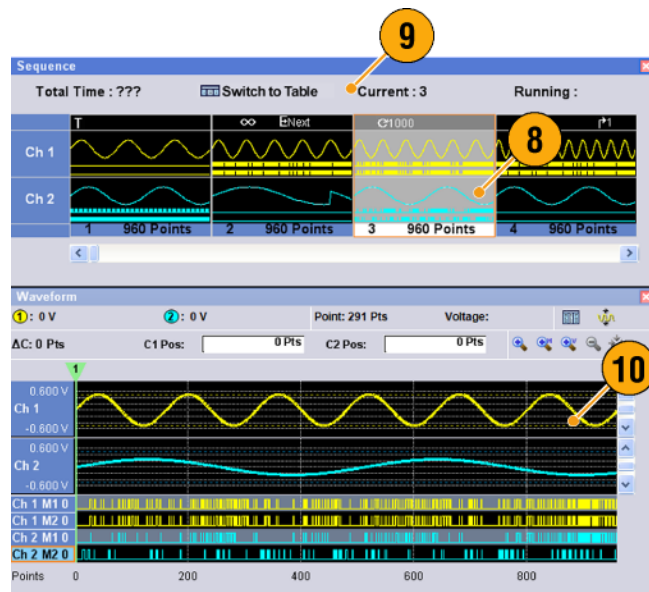 9
Sequence
Total Time : ??? Switch to Table Current : 3 Running :
T ∞ Next 1000 1
Ch 1
8
Ch 2
1 960 Points 2 960 Points 3 960 Points 4 960 Points
Waveform
1 : 0 V 2 : 0 V Point: 291 Pts Voltage:
ΔC: 0 Pts C1 Pos: 0 Pts C2 Pos: 0 Pts
1
10
0.600 V
Ch 1
-0.600 V
0.600 V
Ch 2
-0.600 V
Ch 1 M1 0
Ch 1 M2 0
Ch 2 M1 0
Ch 2 M2 0
Points 0 200 400 600 800